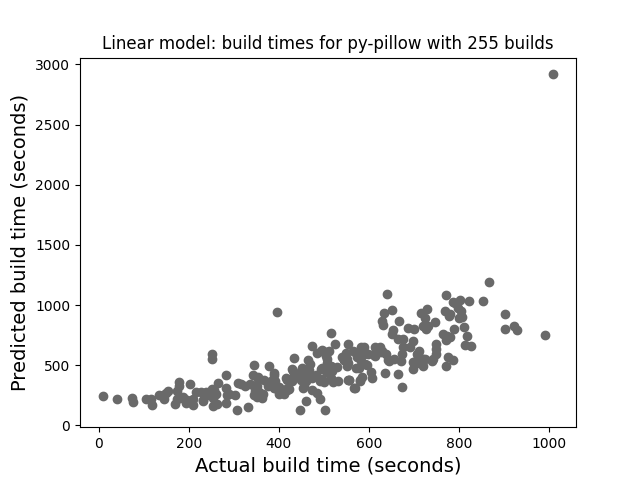 Linear model: build times for py-pillow with 255 builds
Predicted build time (seconds)
3000
2500
2000
1500
1000
500
0
0 200 400 600 800 1000
Actual build time (seconds)